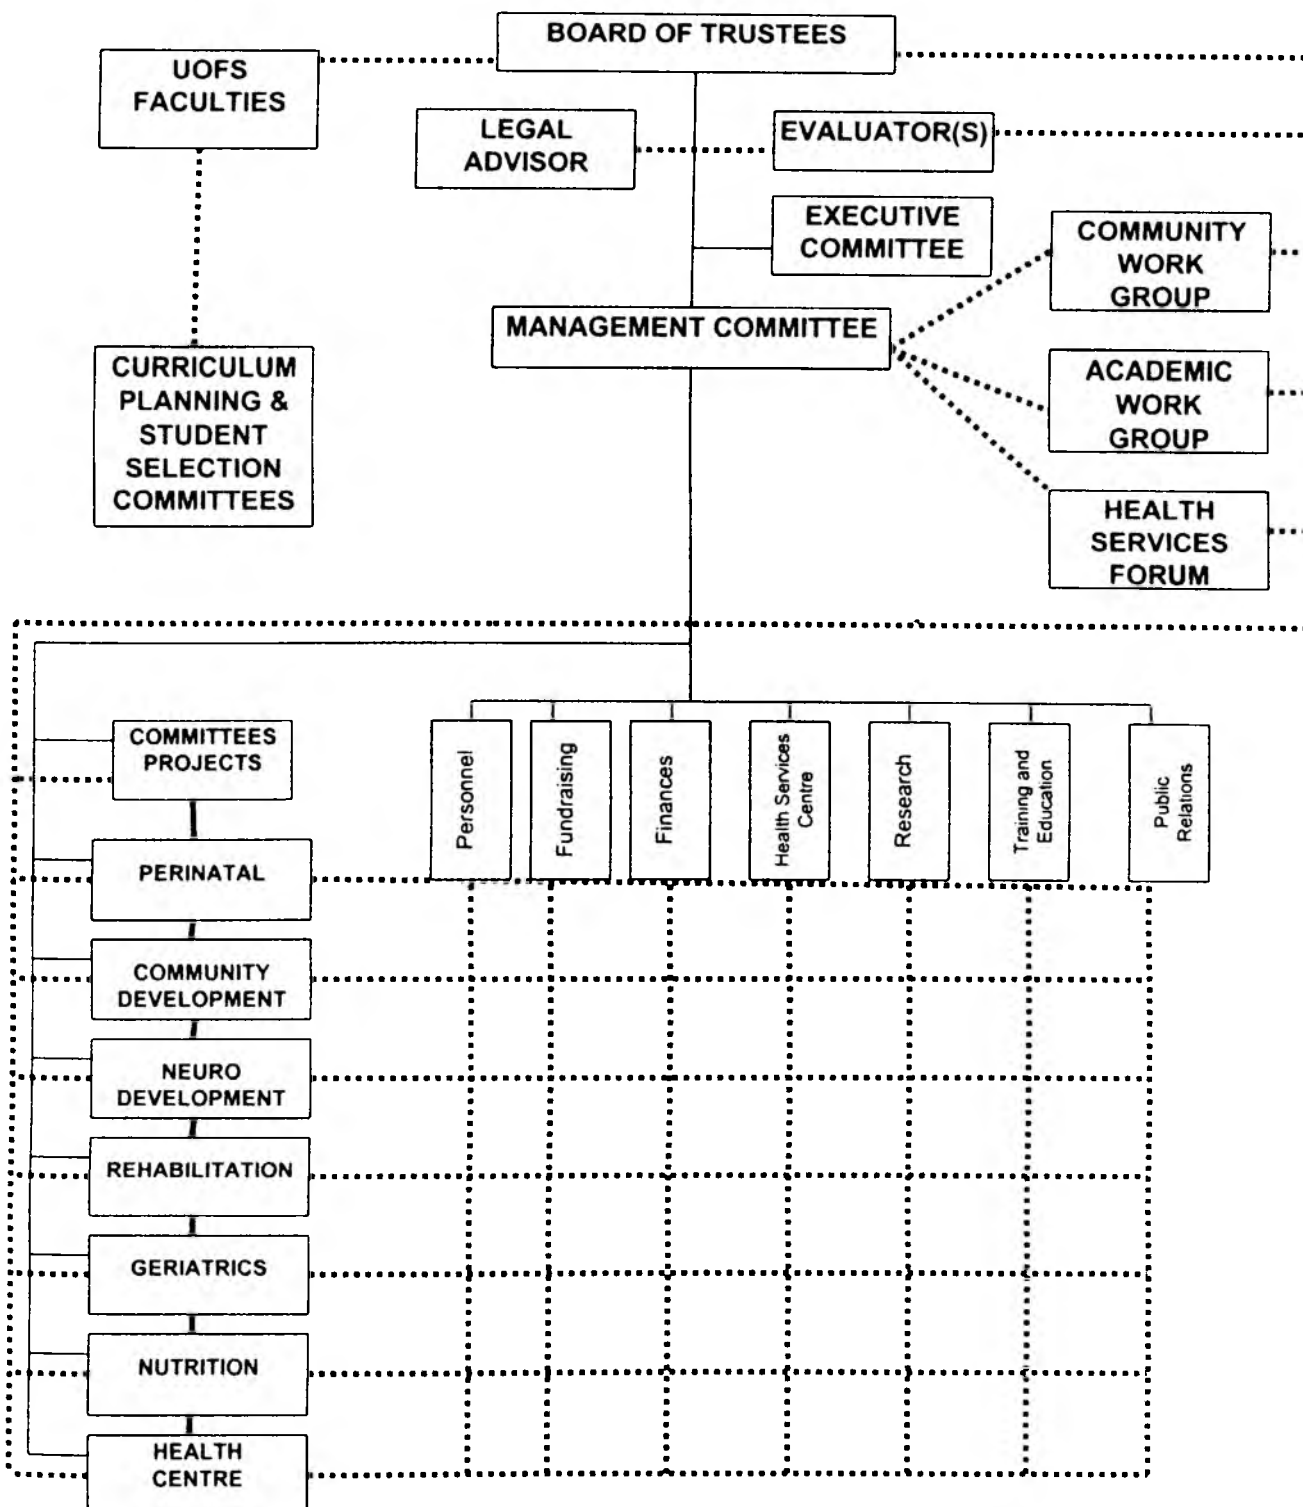 BOARD OF TRUSTEES
UOFS
FACULTIES
LEGAL
ADVISOR
EVALUATOR(S)
EXECUTIVE
COMMITTEE
COMMUNITY
WORK
GROUP
MANAGEMENT COMMITTEE
CURRICULUM
PLANNING &
STUDENT
SELECTION
COMMITTEES
ACADEMIC
WORK
GROUP
HEALTH
SERVICES
FORUM
COMMITTEES
PROJECTS
Personnel
Fundraising
Finances
Health Services
Centre
Research
Training and
Education
Public
Relations
PERINATAL
COMMUNITY
DEVELOPMENT
NEURO
DEVELOPMENT
REHABILITATION
GERIATRICS
NUTRITION
HEALTH
CENTRE